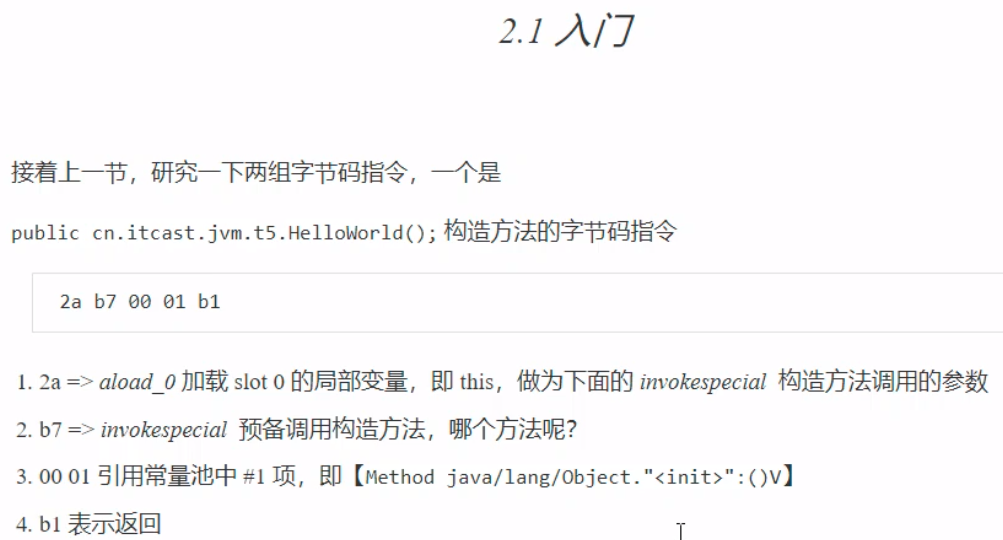 2.1 入门
接着上一节，研究一下两组字节码指令，一个是
public cn.itcast.jvm.t5.HelloWorld(); 构造方法的字节码指令
2a b7 00 01 b1
1. 2a => aload_0 加载 slot 0 的局部变量，即 this，做为下面的 invokespecial 构造方法调用的参数
2. b7 => invokespecial 预备调用构造方法，哪个方法呢？
3. 00 01 引用常量池中 #1 项，即【Method java/lang/Object."<init>":()V】
4. b1 表示返回